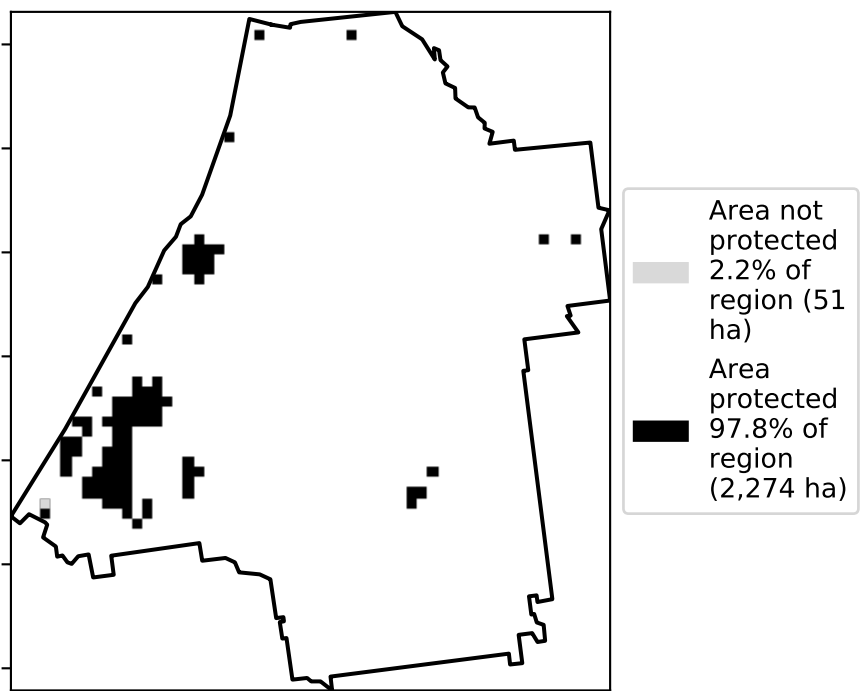 Area not
protected
2.2% of
region (51
ha)
Area
protected
97.8% of
region
(2,274 ha)